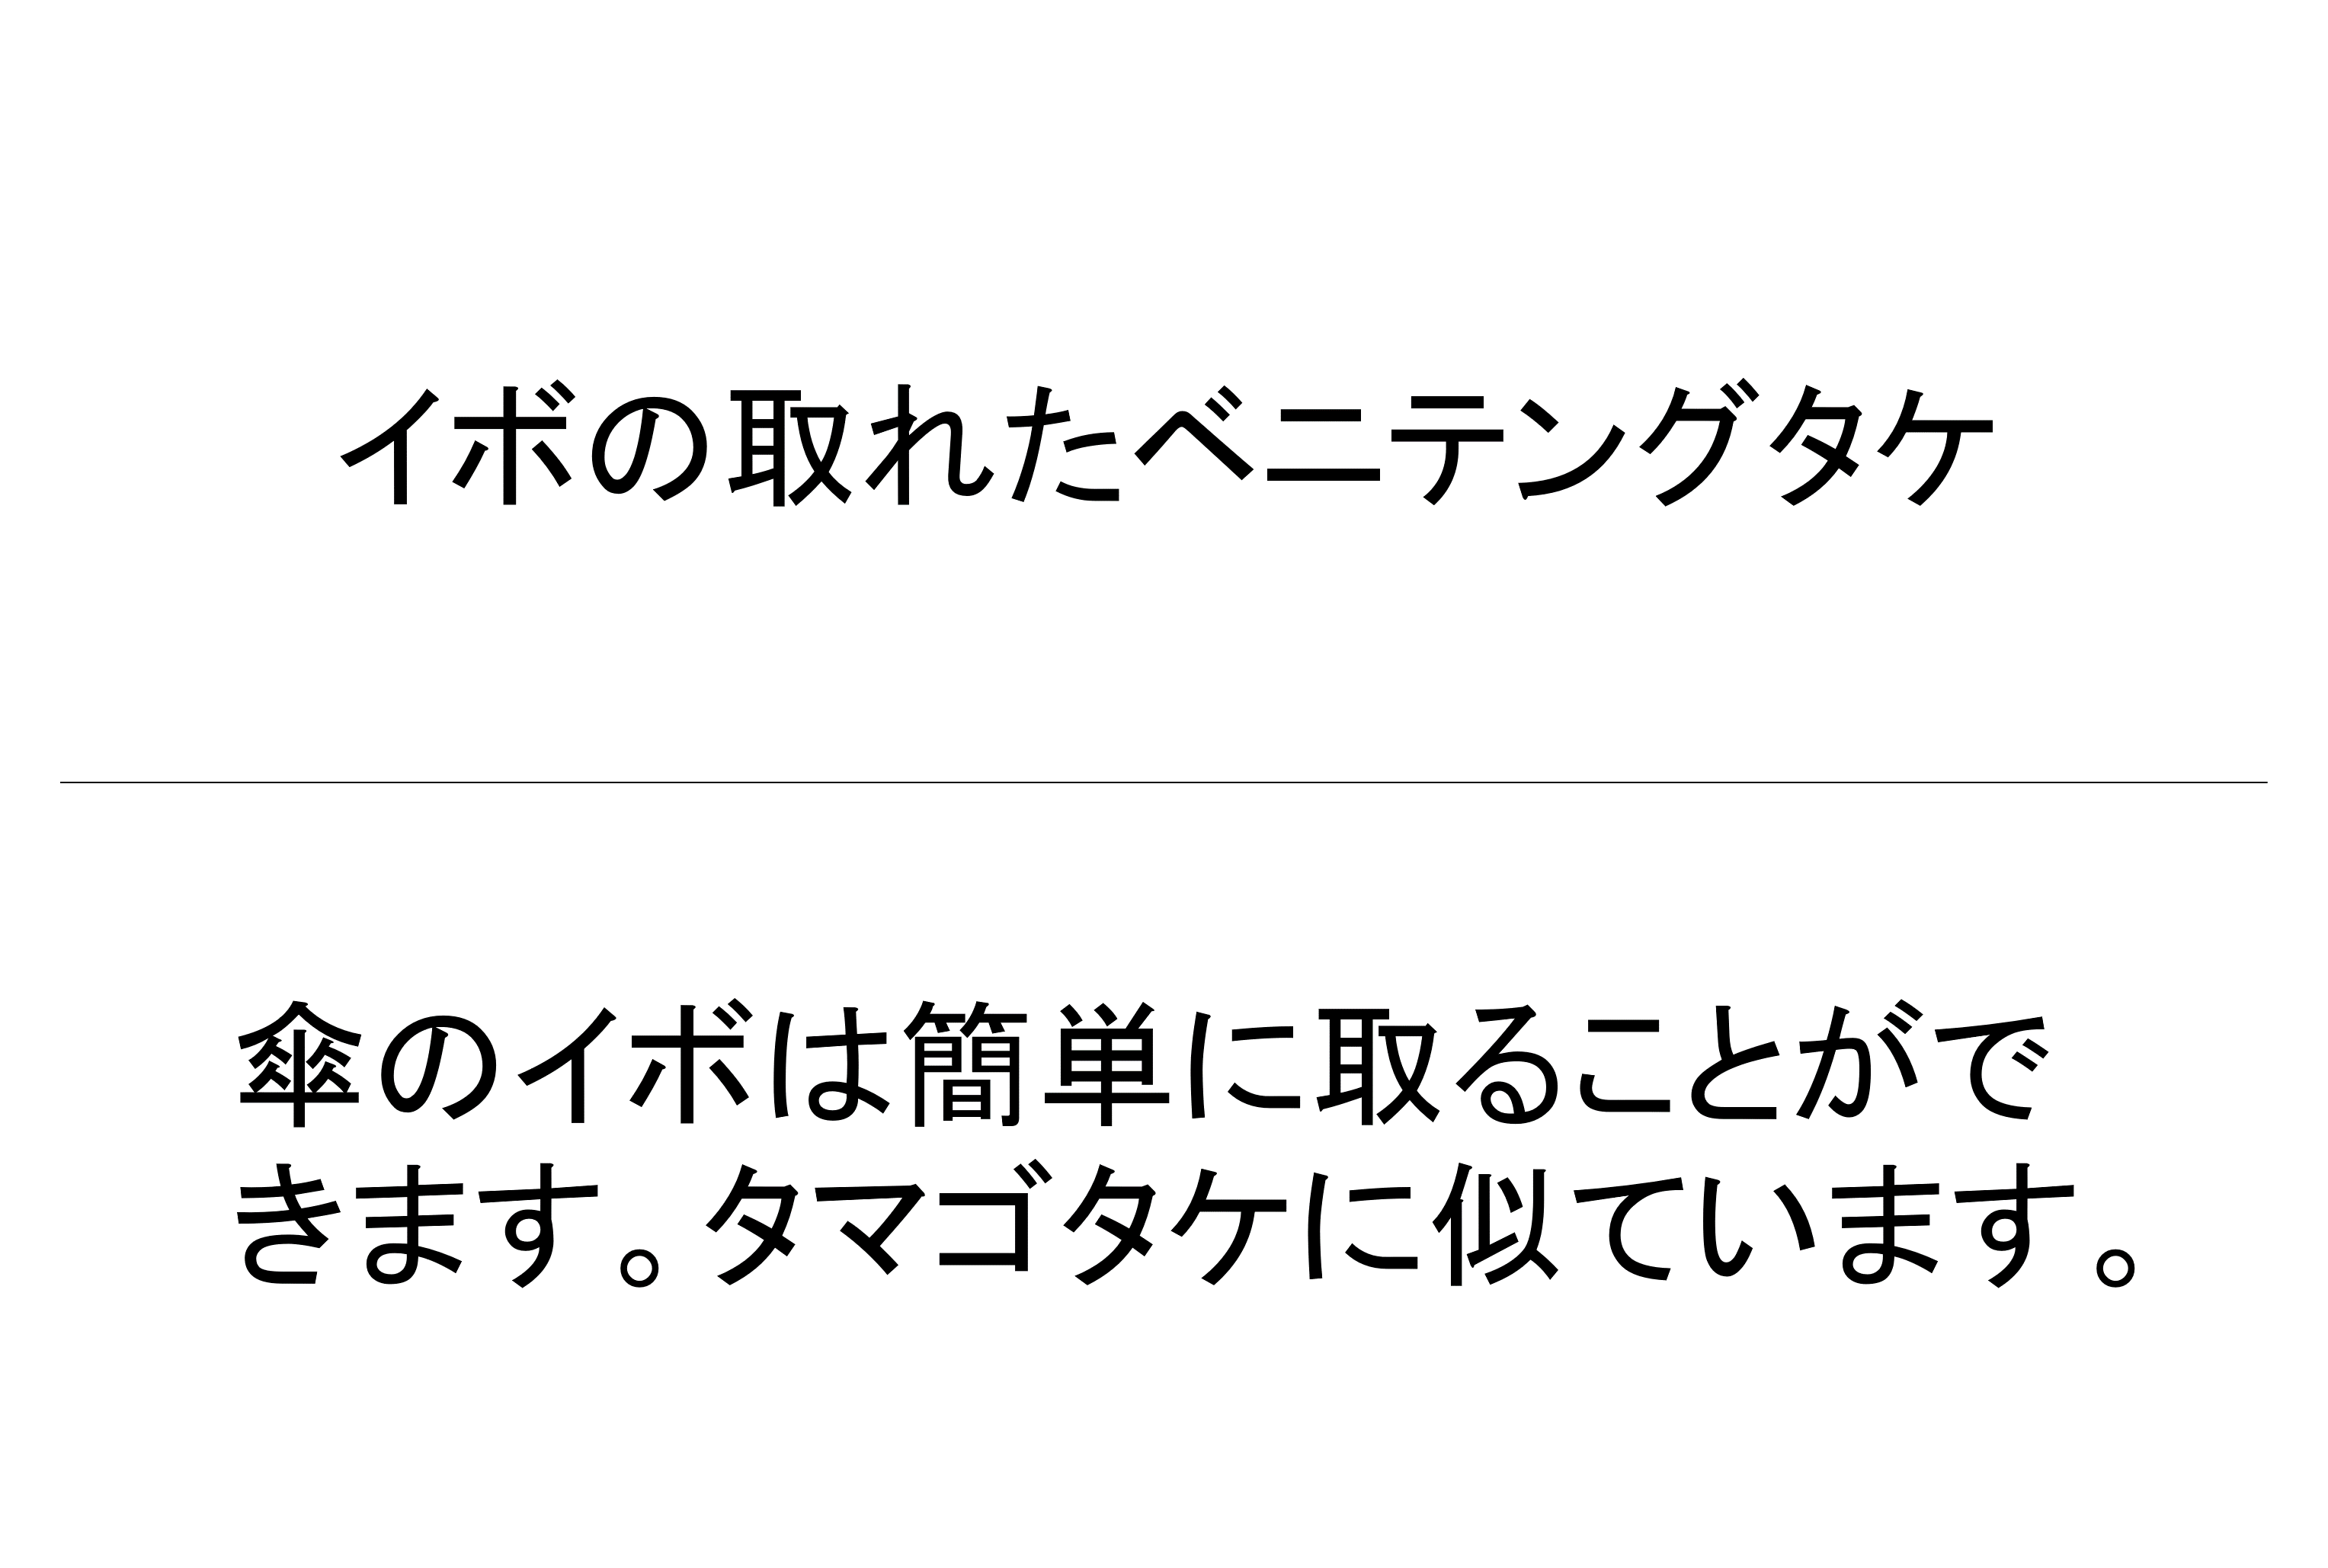 イボの取れたベニテングタケ
傘のイボは簡単に取ることがで
きます。タマゴタケに似ています。